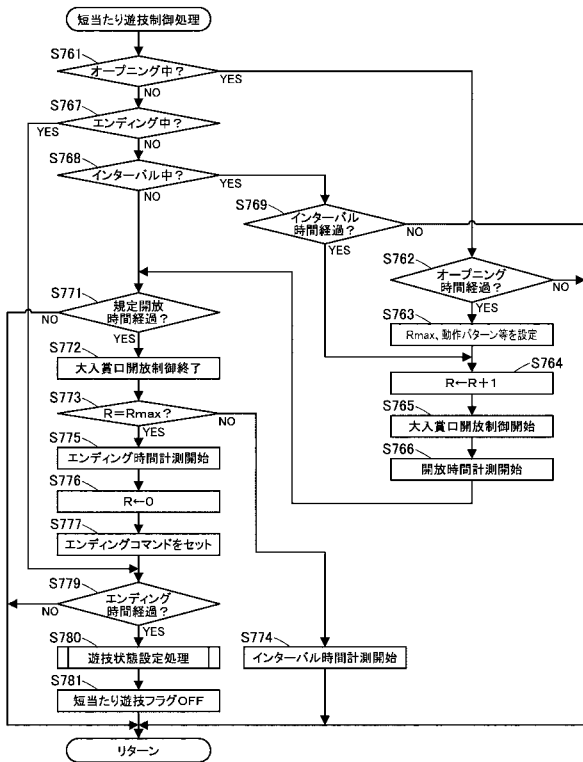 短当たり遊技制御処理
S761
オープニング中？
YES
NO
S767
エンディング中？
YES
NO
S768
インターバル中？
YES
NO
S769
インターバル
時間経過？
NO
YES
S762
オープニング
時間経過？
NO
YES
S763
Rmax、動作パターン等を設定
S764
R←R＋1
S765
大入賞口開放制御開始
S766
開放時間計測開始
S771
規定開放
時間経過？
NO
YES
S772
大入賞口開放制御終了
S773
R＝Rmax？
NO
YES
S775
エンディング時間計測開始
S776
R←0
S777
エンディングコマンドをセット
S779
エンディング
時間経過？
NO
YES
S774
インターバル時間計測開始
S780
遊技状態設定処理
S781
短当たり遊技フラグOFF
リターン